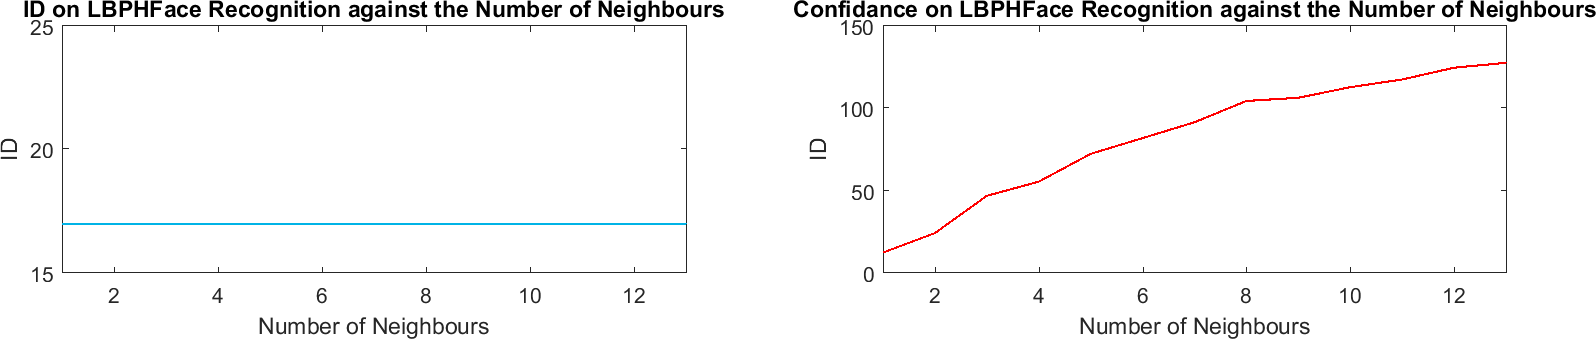 ID on LBPHFace Recognition against the Number of Neighbours
25
20
15
ID
2 4 6 8 10 12
Number of Neighbours
Confidance on LBPHFace Recognition against the Number of Neighbours
150
100
50
0
ID
2 4 6 8 10 12
Number of Neighbours